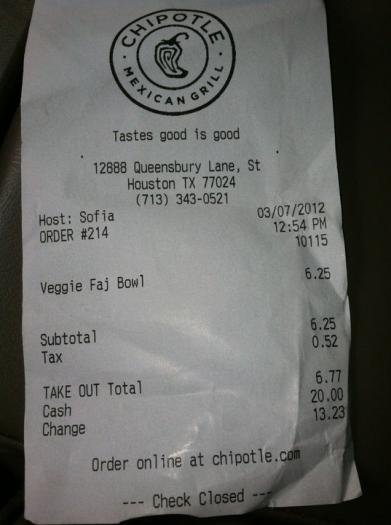 CHIPOTLE
MEXICAN GRILL
Tastes good is good
12888 Queensbury Lane, St
Houston TX 77024
(713) 343-0521
Host: Sofia 03/07/2012
ORDER #214 12:54 PM
10115
Veggie Faj Bowl 6.25
Subtotal 6.25
Tax 0.52
TAKE OUT Total 6.77
Cash 20.00
Change 13.23
Order online at chipotle.com
--- Check Closed ---